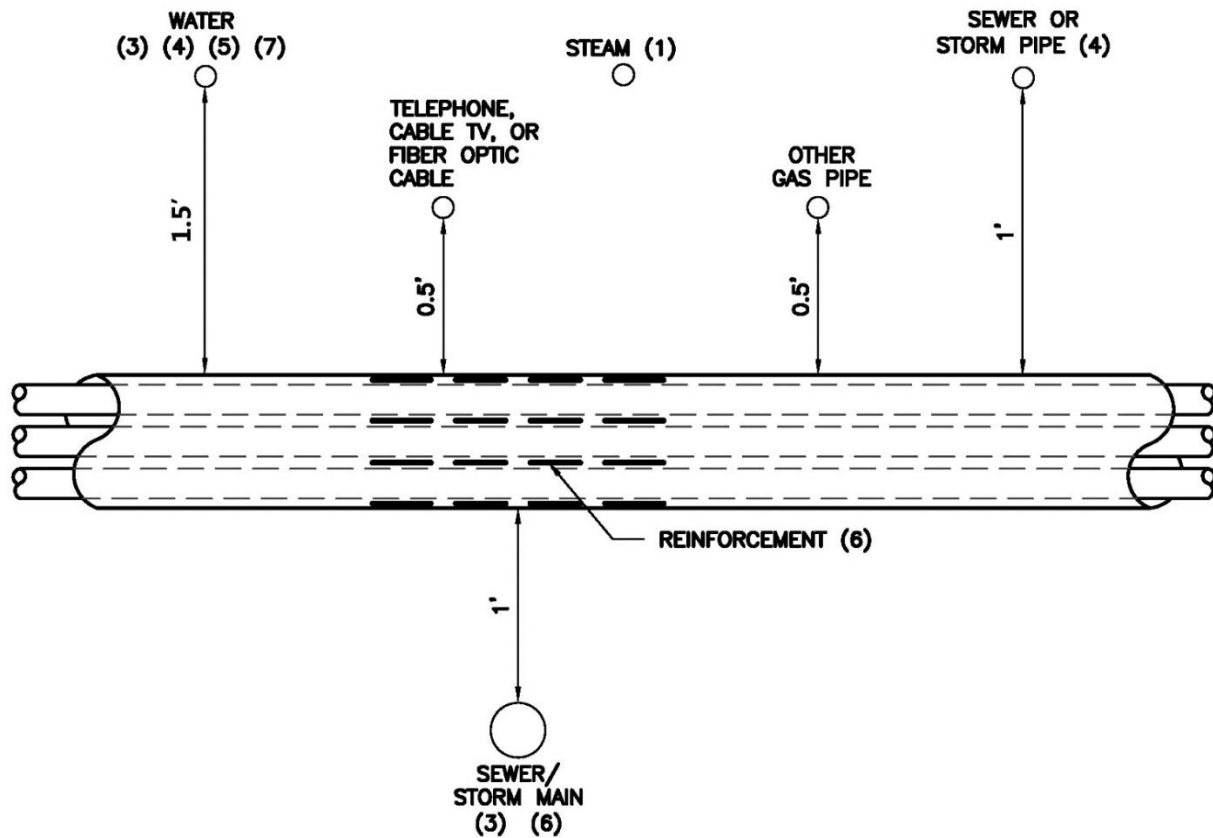 WATER
(3) (4) (5) (7)
STEAM (1)
SEWER OR
STORM PIPE (4)
TELEPHONE,
CABLE TV, OR
FIBER OPTIC
CABLE
OTHER
GAS PIPE
1.5'
0.5'
0.5'
1'
REINFORCEMENT (6)
1'
SEWER/
STORM MAIN
(3) (6)